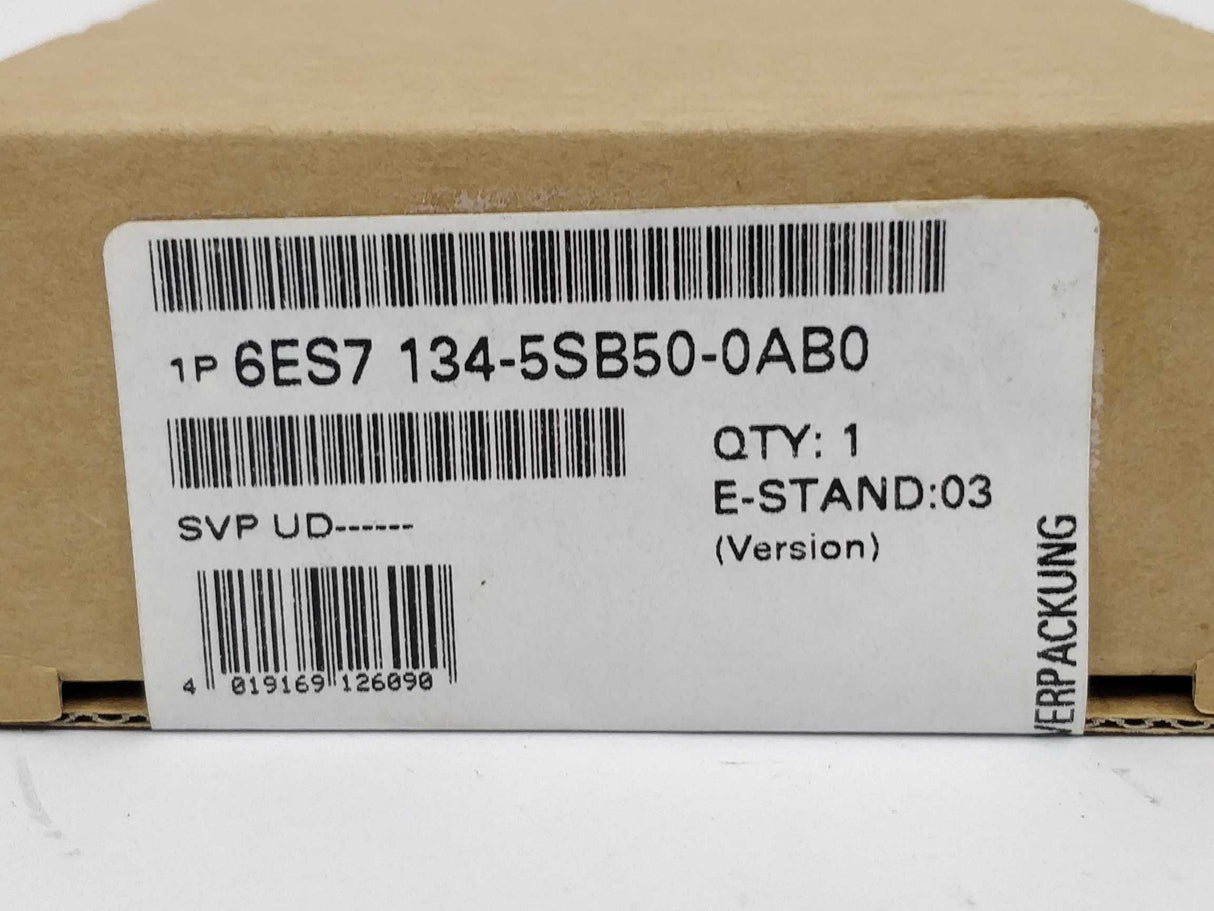 1P 6ES7 134-5SB50-0AB0
QTY: 1
E-STAND:03
(Version)
SVP UD------
4 019169 126090
VERPACKUNG